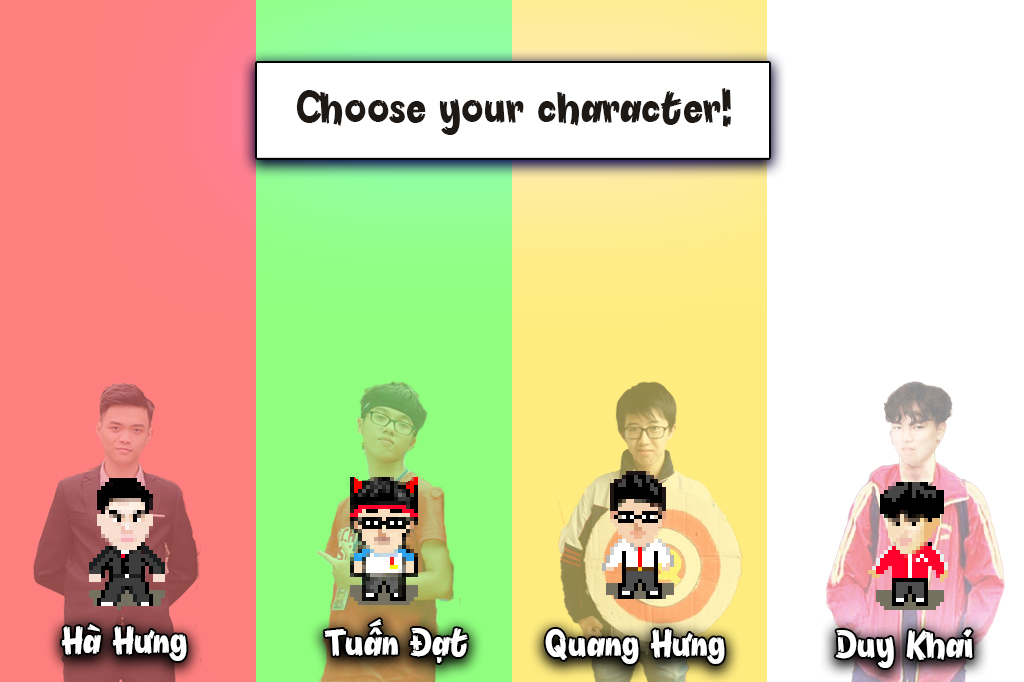 Choose your character!
Hà Hưng
Tuấn Đạt
Quang Hưng
Duy Khai